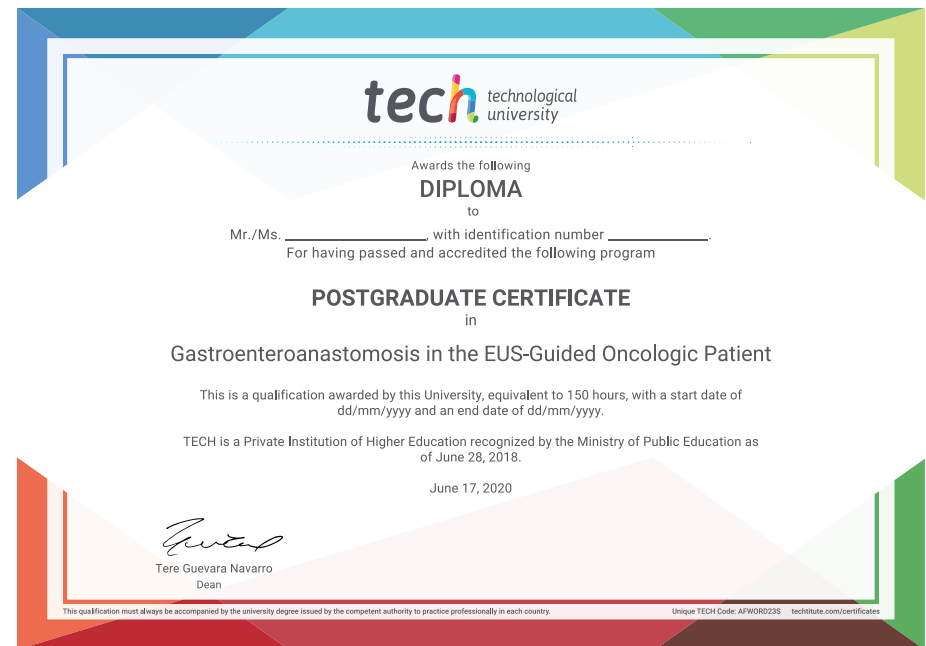 tech technological
university
Awards the following
DIPLOMA
to
Mr./Ms. ____________________, with identification number ______________.
For having passed and accredited the following program
POSTGRADUATE CERTIFICATE
in
Gastroenteroanastomosis in the EUS-Guided Oncologic Patient
This is a qualification awarded by this University, equivalent to 150 hours, with a start date of
dd/mm/yyyy and an end date of dd/mm/yyyy.
TECH is a Private Institution of Higher Education recognized by the Ministry of Public Education as
of June 28, 2018.
June 17, 2020
Tere Guevara Navarro
Dean
This qualification must always be accompanied by the university degree issued by the competent authority to practice professionally in each country. Unique TECH Code: AFWORD23S techtitute.com/certificates